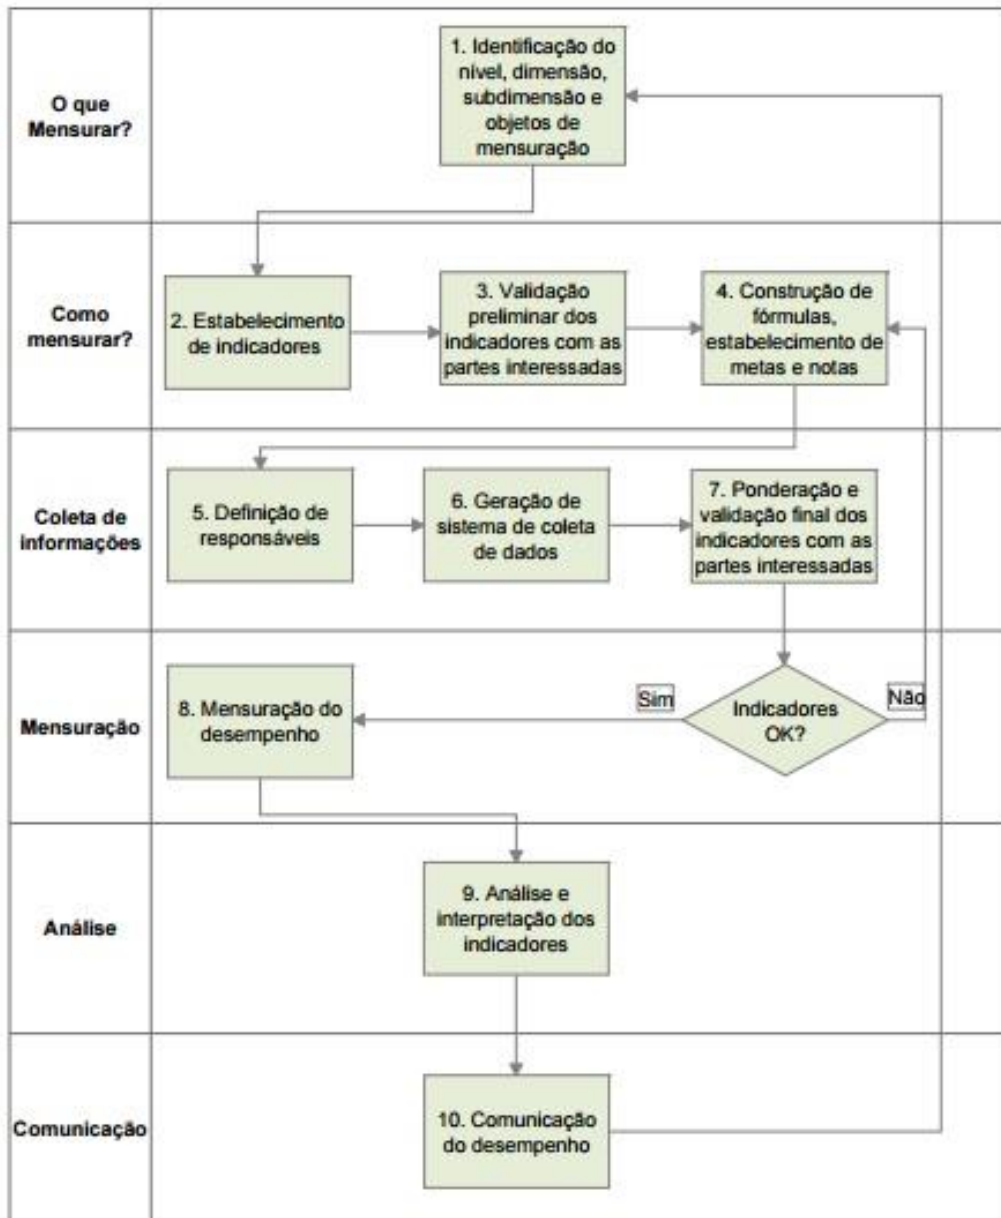 O que
Mensurar?
1. Identificação do
nível, dimensão,
subdimensão e
objetos de
mensuração
Como
mensurar?
2. Estabelecimento
de indicadores
3. Validação
preliminar dos
indicadores com as
partes interessadas
4. Construção de
fórmulas,
estabelecimento de
metas e notas
Coleta de
informações
5. Definição de
responsáveis
6. Geração de
sistema de coleta
de dados
7. Ponderação e
validação final dos
indicadores com as
partes interessadas
Mensuração
8. Mensuração do
desempenho
Sim
Indicadores
OK?
Não
Análise
9. Análise e
interpretação dos
indicadores
Comunicação
10. Comunicação
do desempenho